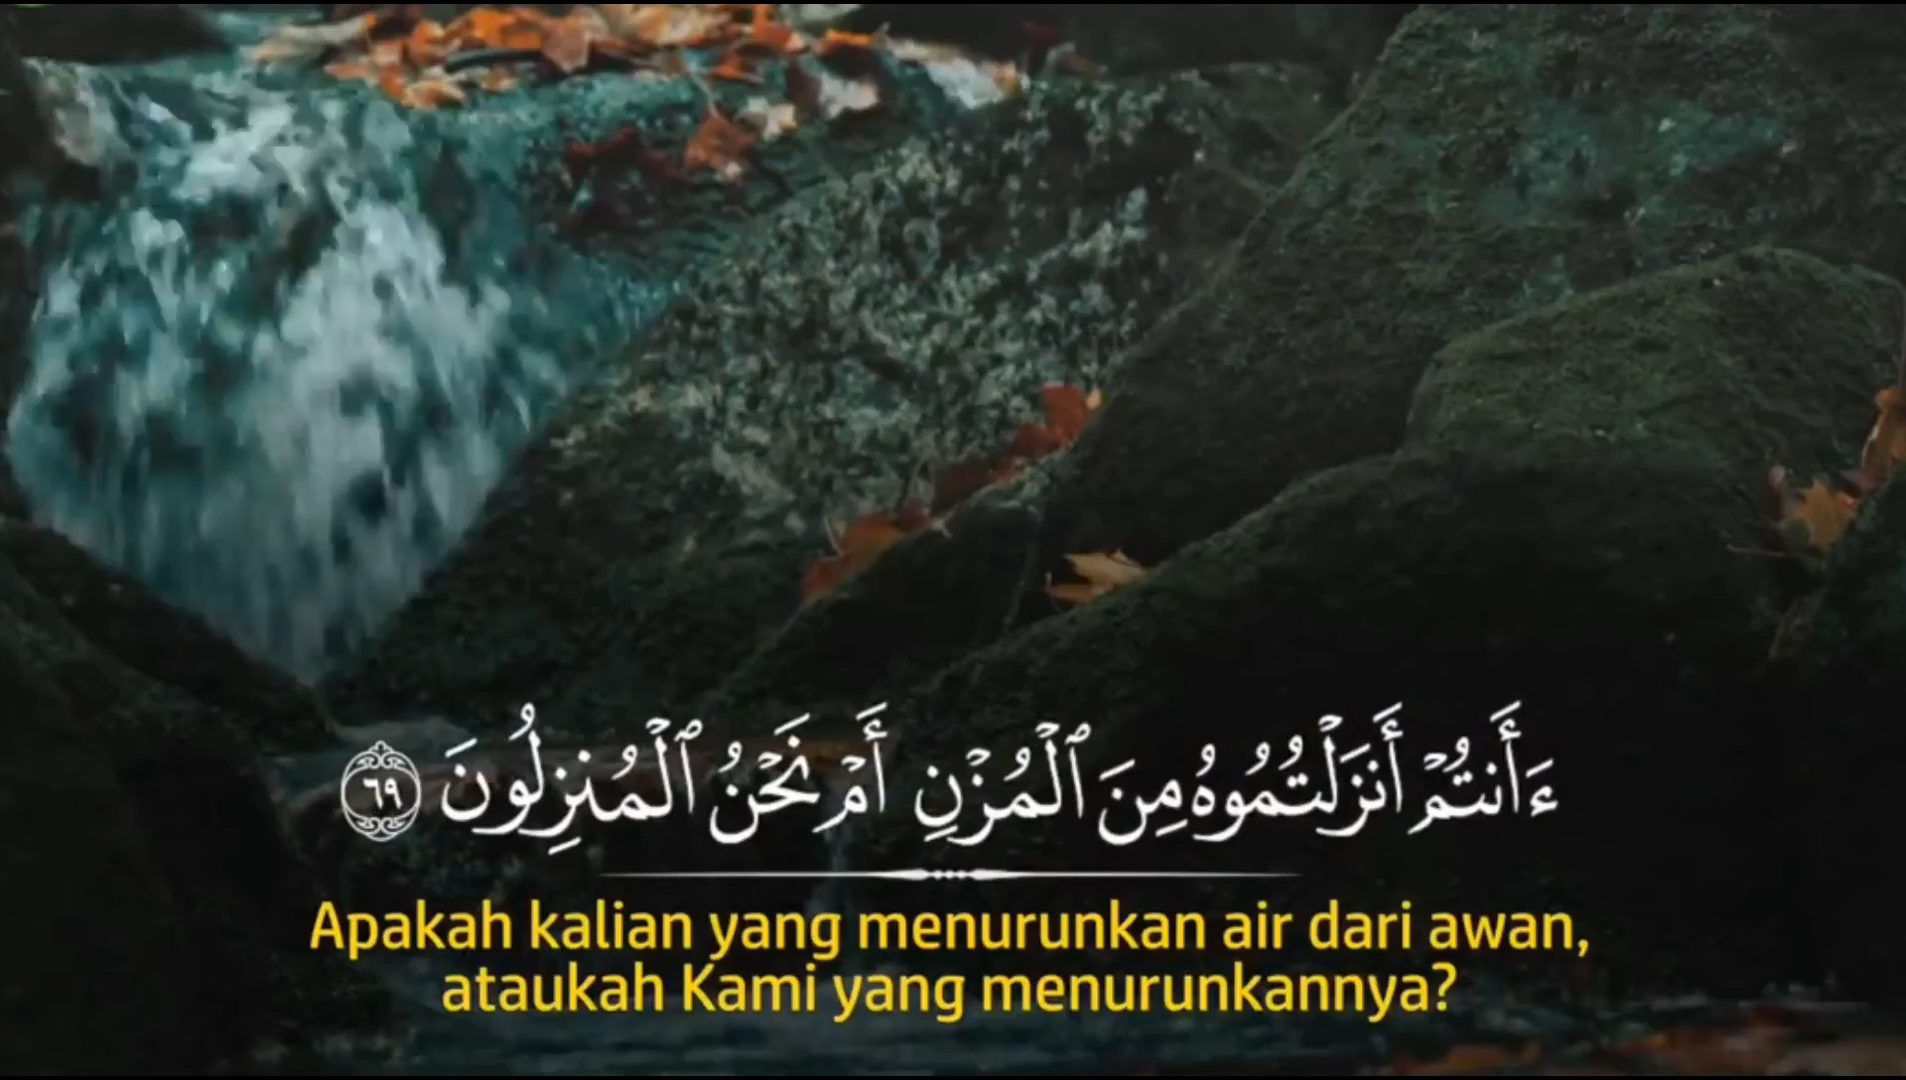 ءَأَنتُمْ أَنزَلْتُمُوهُ مِنَ ٱلْمُزْنِ أَمْ نَحْنُ ٱلْمُنزِلُونَ ٦٩
Apakah kalian yang menurunkan air dari awan,
ataukah Kami yang menurunkannya?